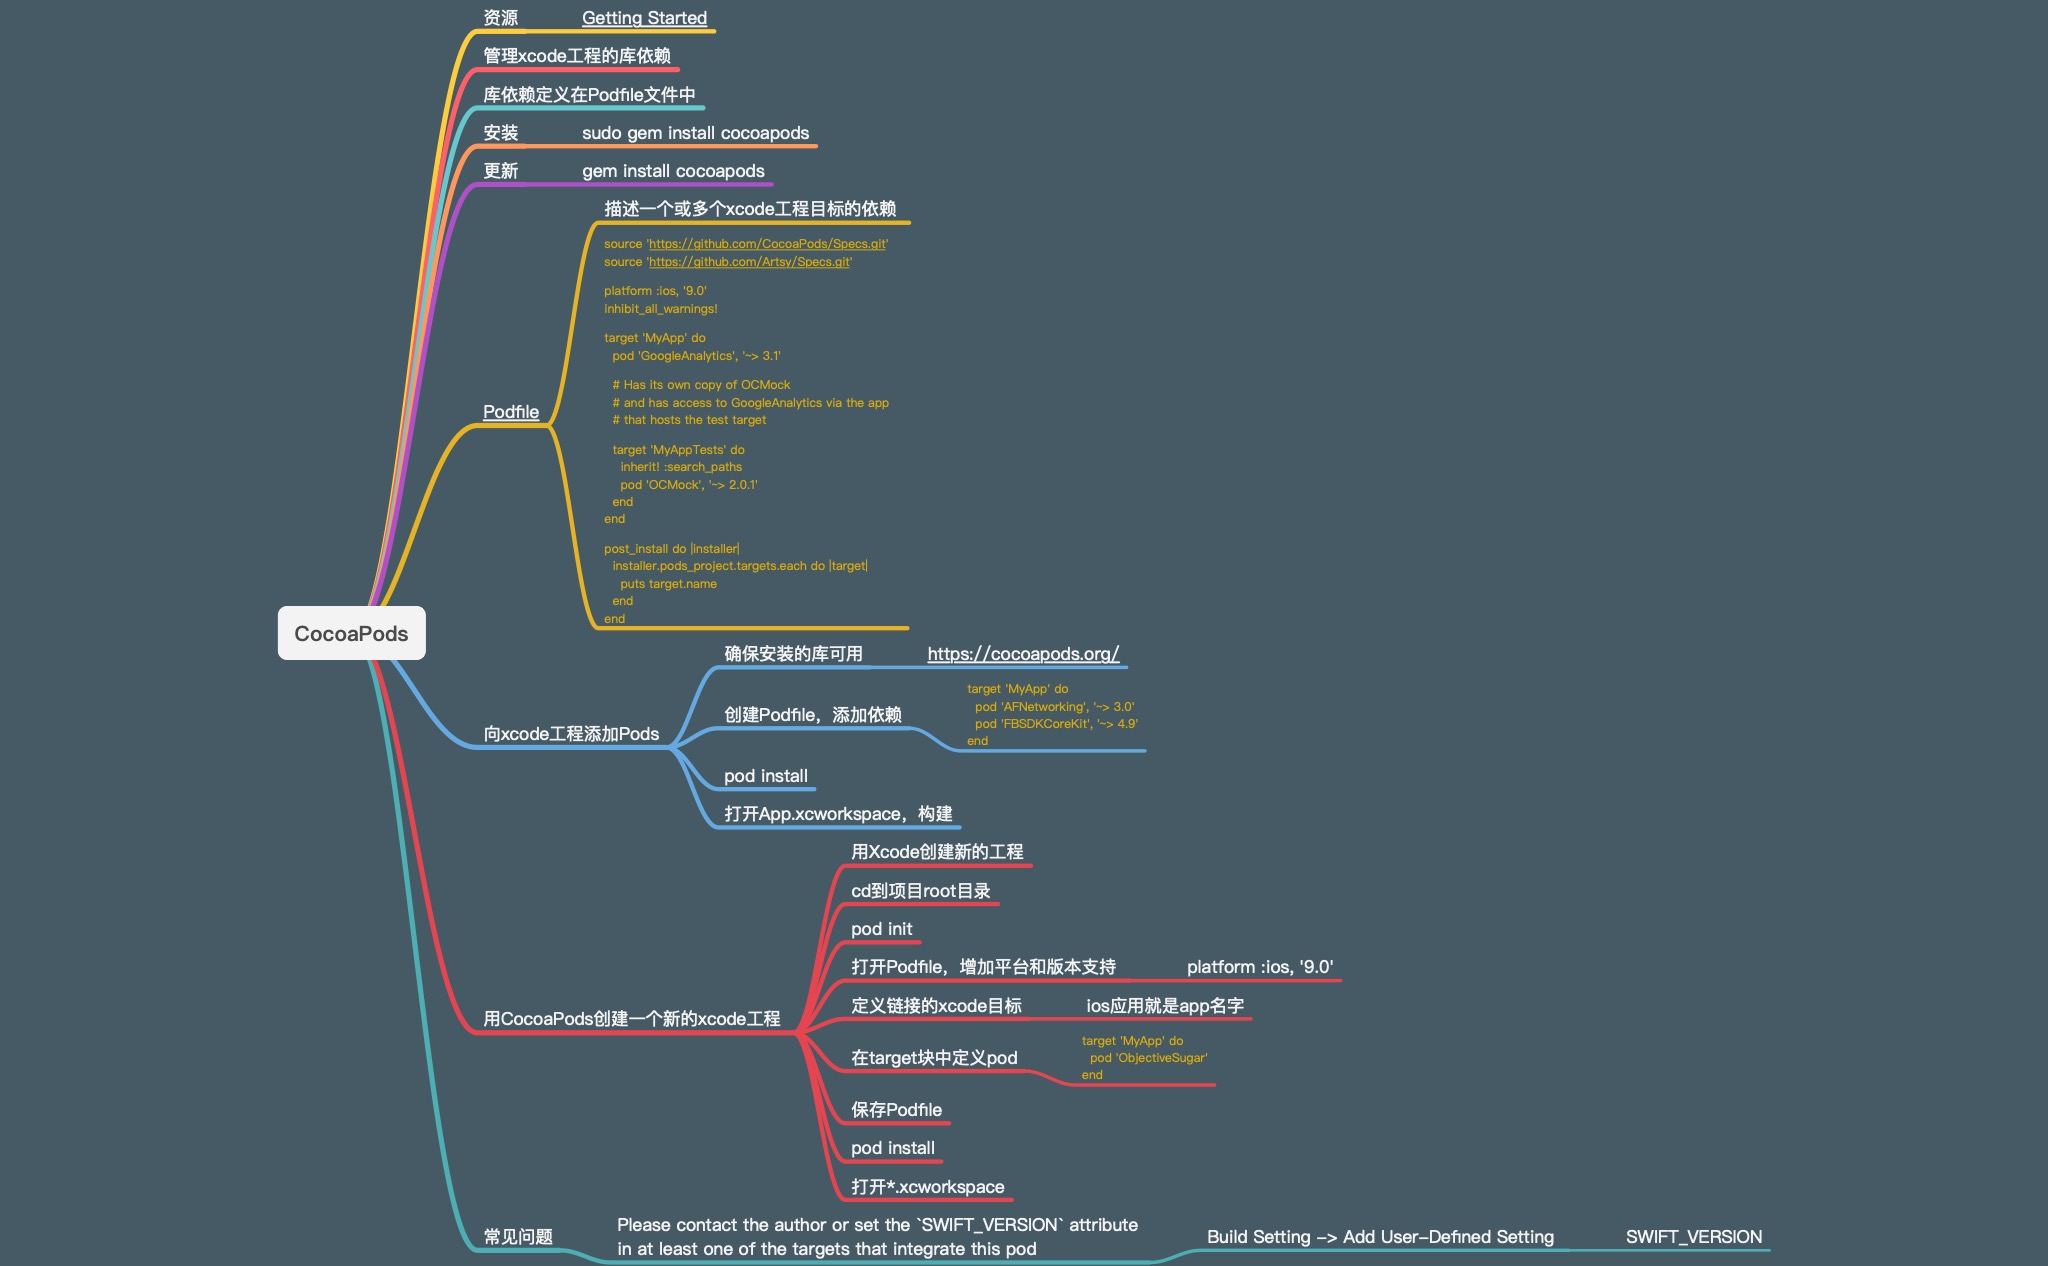 资源
Getting Started
管理xcode工程的库依赖
库依赖定义在Podfile文件中
安装
sudo gem install cocoapods
更新
gem install cocoapods
Podfile
描述一个或多个xcode工程目标的依赖
source 'https://github.com/CocoaPods/Specs.git'
source 'https://github.com/Artsy/Specs.git'
platform :ios, '9.0'
inhibit_all_warnings!
target 'MyApp' do
pod 'GoogleAnalytics', '~> 3.1'
# Has its own copy of OCMock
# and has access to GoogleAnalytics via the app
# that hosts the test target
target 'MyAppTests' do
inherit! :search_paths
pod 'OCMock', '~> 2.0.1'
end
end
post_install do |installer|
installer.pods_project.targets.each do |target|
puts target.name
end
end
CocoaPods
向xcode工程添加Pods
确保安装的库可用
https://cocoapods.org/
创建Podfile，添加依赖
target 'MyApp' do
pod 'AFNetworking', '~> 3.0'
pod 'FBSDKCoreKit', '~> 4.9'
end
pod install
打开App.xcworkspace，构建
用CocoaPods创建一个新的xcode工程
用Xcode创建新的工程
cd到项目root目录
pod init
打开Podfile，增加平台和版本支持
platform :ios, '9.0'
定义链接的xcode目标
ios应用就是app名字
在target块中定义pod
target 'MyApp' do
pod 'ObjectiveSugar'
end
保存Podfile
pod install
打开*.xcworkspace
常见问题
Please contact the author or set the `SWIFT_VERSION` attribute
in at least one of the targets that integrate this pod
Build Setting -> Add User-Defined Setting
SWIFT_VERSION